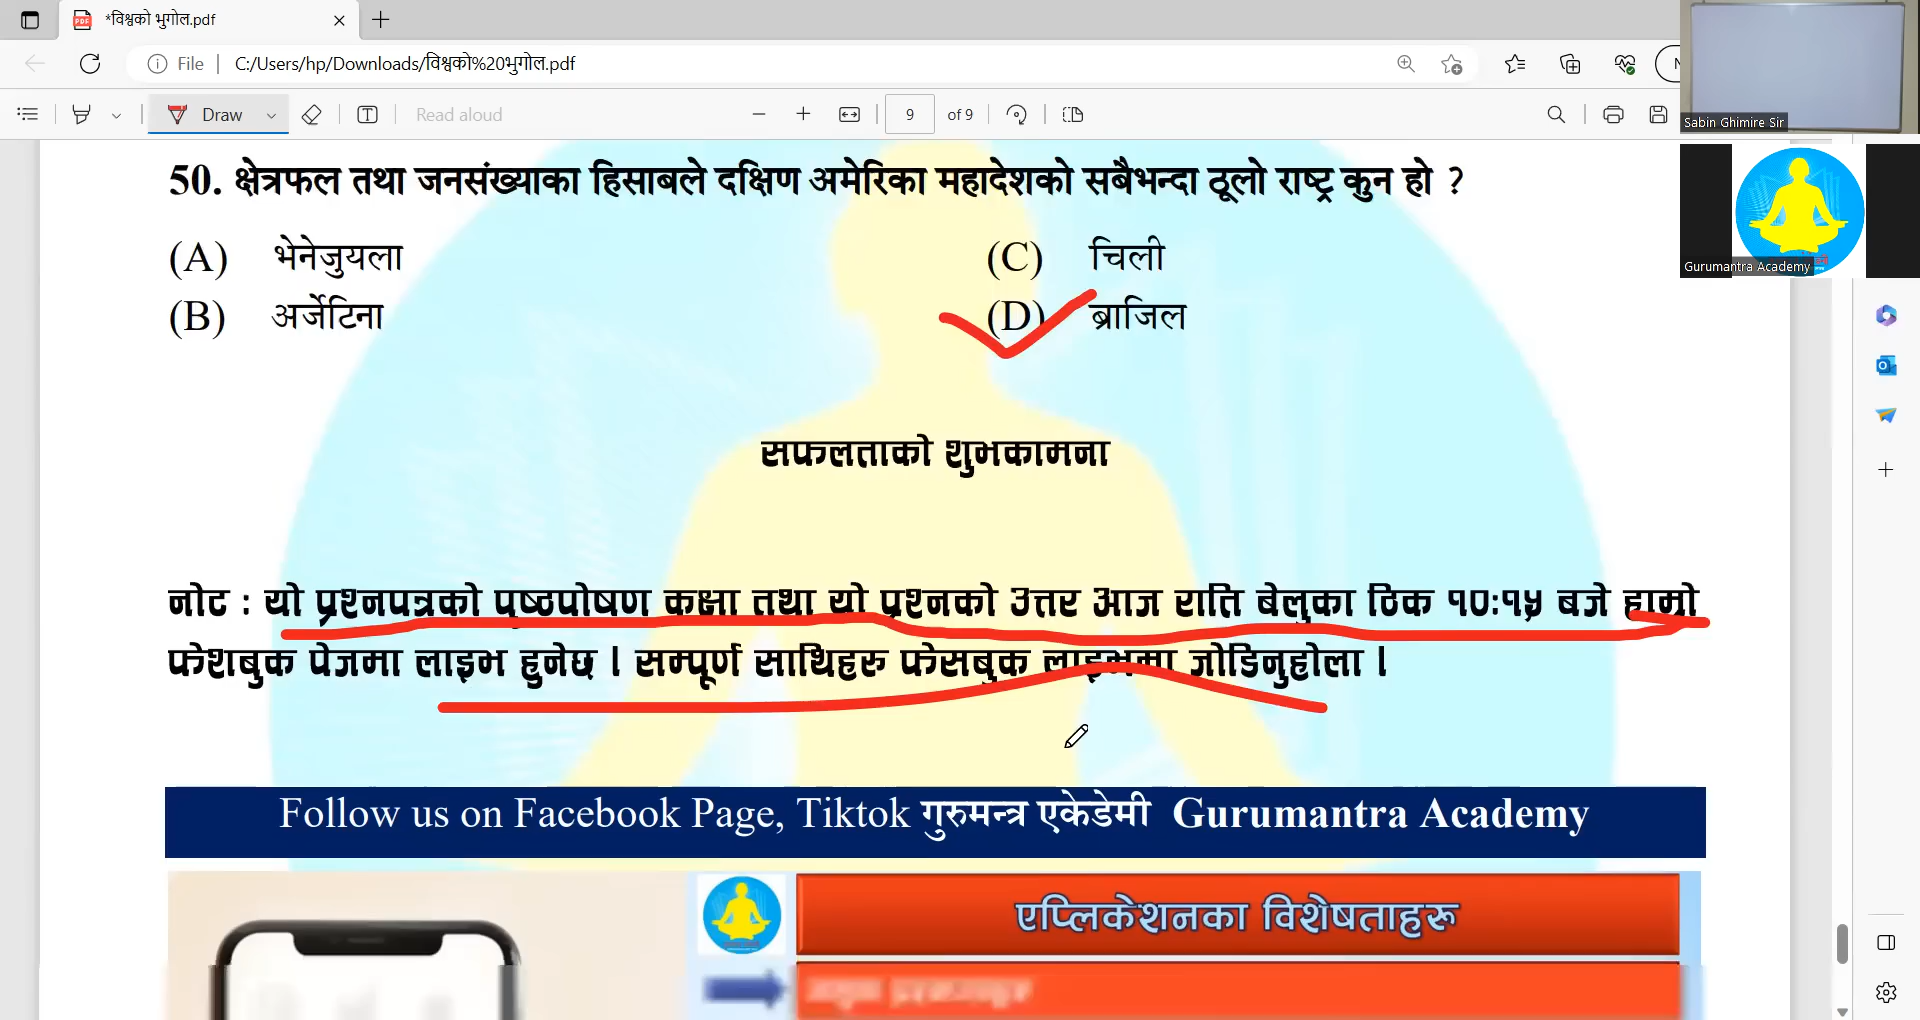 *विश्वको भुगोल.pdf
File C:/Users/hp/Downloads/विश्वको%20भुगोल.pdf
Draw Read aloud 9 of 9
Sabin Ghimire Sir
50. क्षेत्रफल तथा जनसंख्याका हिसाबले दक्षिण अमेरिका महादेशको सबैभन्दा ठूलो राष्ट्र कुन हो ?
(A) भेनेजुयला (C) चिली
Gurumantra Academy
(B) अर्जेटिना (D) ब्राजिल
सफलताको शुभकामना
नोट : यो प्रश्नपत्रको पृष्ठपोषण कक्षा तथा यो प्रश्नको उत्तर आज राति बेलुका ठिक १०:१५ बजे हाम्रो
फेशबुक पेजमा लाइभ हुनेछ । सम्पूर्ण साथिहरु फेसबुक लाइभमा जोडिनुहोला ।
Follow us on Facebook Page, Tiktok गुरुमन्त्र एकेडेमी Gurumantra Academy
एप्लिकेशनका विशेषताहरू